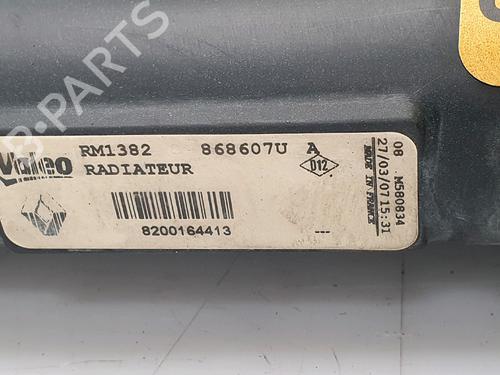 B-PARTS
Valeo
RM1382 868607U A
RADIATEUR
D12
8200164413
---
08 M580834
27/03/07 15:31
MADE IN FRANCE